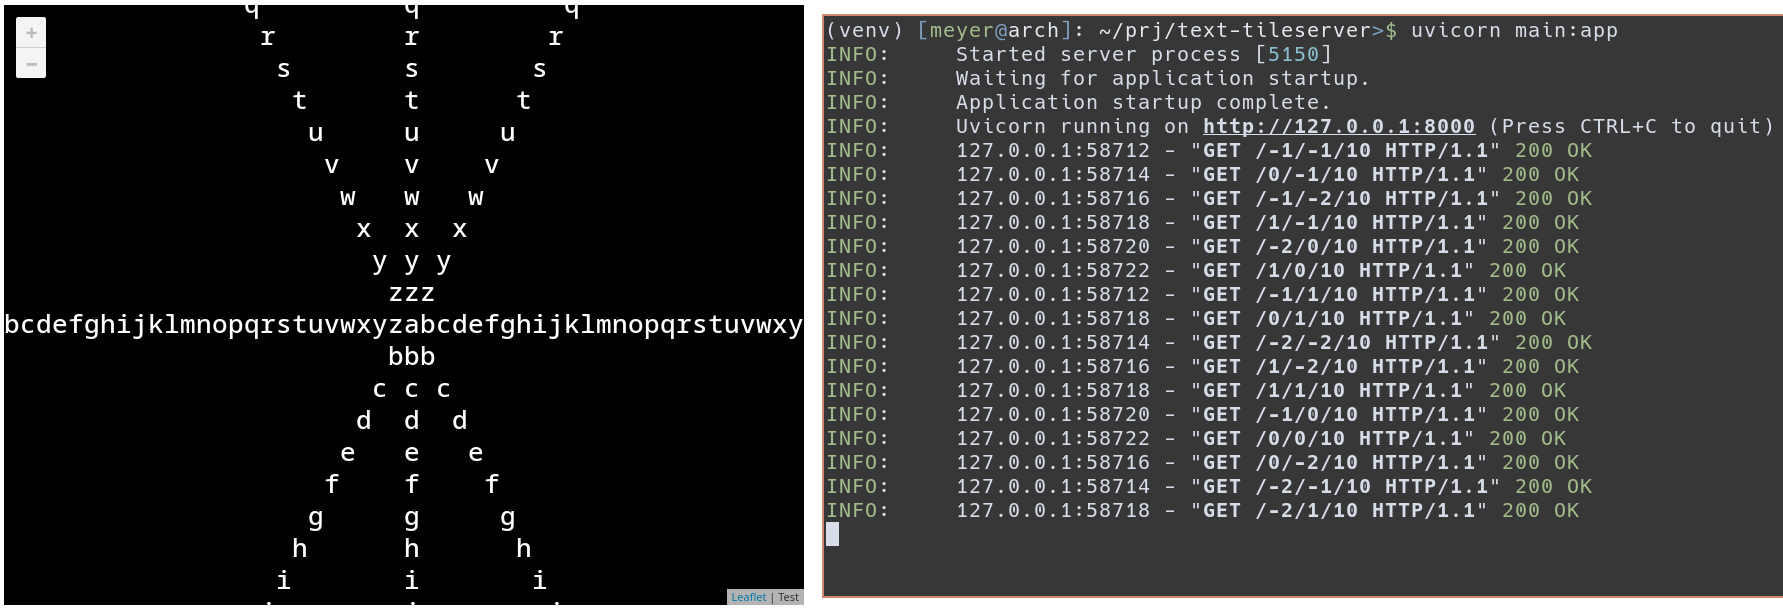 +
−
q q q
r r r
s s s
t t t
u u u
v v v
w w w
x x x
y y y
zzz
bcdefghijklmnopqrstuvwxyzabcdefghijklmnopqrstuvwxy
bbb
c c c
d d d
e e e
f f f
g g g
h h h
i i i
Leaflet | Test
(venv) [meyer@arch]: ~/prj/text-tileserver>$ uvicorn main:app
INFO: Started server process [5150]
INFO: Waiting for application startup.
INFO: Application startup complete.
INFO: Uvicorn running on http://127.0.0.1:8000 (Press CTRL+C to quit)
INFO: 127.0.0.1:58712 - "GET /-1/-1/10 HTTP/1.1" 200 OK
INFO: 127.0.0.1:58714 - "GET /0/-1/10 HTTP/1.1" 200 OK
INFO: 127.0.0.1:58716 - "GET /-1/-2/10 HTTP/1.1" 200 OK
INFO: 127.0.0.1:58718 - "GET /1/-1/10 HTTP/1.1" 200 OK
INFO: 127.0.0.1:58720 - "GET /-2/0/10 HTTP/1.1" 200 OK
INFO: 127.0.0.1:58722 - "GET /1/0/10 HTTP/1.1" 200 OK
INFO: 127.0.0.1:58712 - "GET /-1/1/10 HTTP/1.1" 200 OK
INFO: 127.0.0.1:58718 - "GET /0/1/10 HTTP/1.1" 200 OK
INFO: 127.0.0.1:58714 - "GET /-2/-2/10 HTTP/1.1" 200 OK
INFO: 127.0.0.1:58716 - "GET /1/-2/10 HTTP/1.1" 200 OK
INFO: 127.0.0.1:58718 - "GET /1/1/10 HTTP/1.1" 200 OK
INFO: 127.0.0.1:58720 - "GET /-1/0/10 HTTP/1.1" 200 OK
INFO: 127.0.0.1:58722 - "GET /0/0/10 HTTP/1.1" 200 OK
INFO: 127.0.0.1:58716 - "GET /0/-2/10 HTTP/1.1" 200 OK
INFO: 127.0.0.1:58714 - "GET /-2/-1/10 HTTP/1.1" 200 OK
INFO: 127.0.0.1:58718 - "GET /-2/1/10 HTTP/1.1" 200 OK